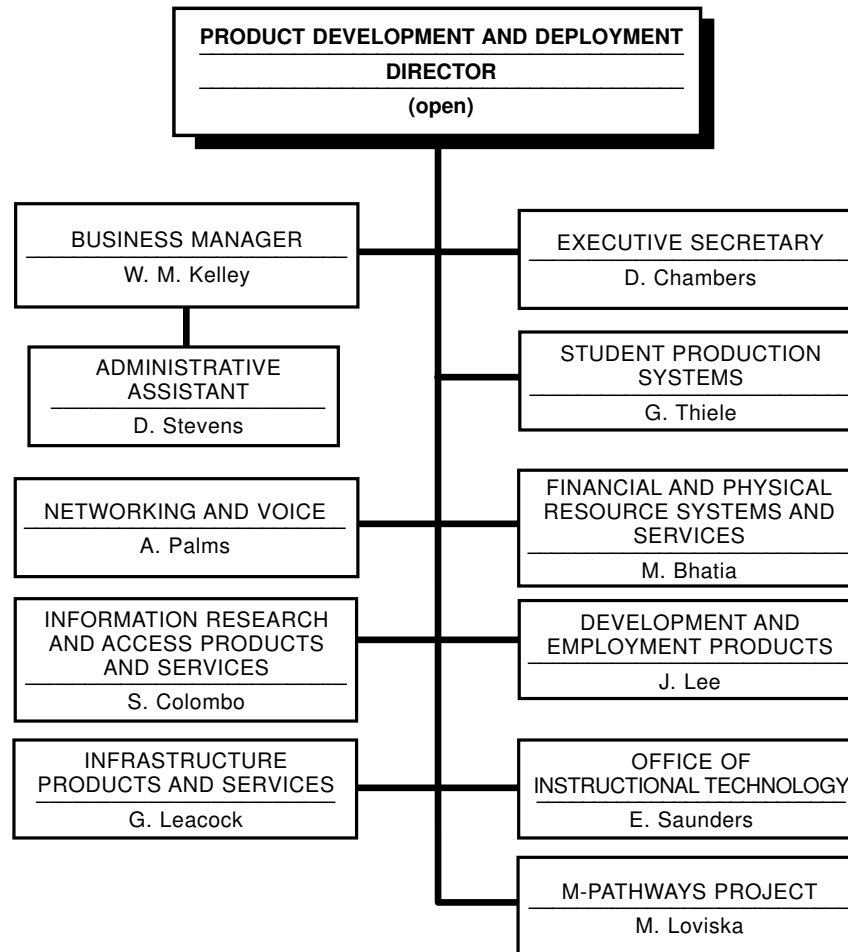 PRODUCT DEVELOPMENT AND DEPLOYMENT
DIRECTOR
(open)
BUSINESS MANAGER
W. M. Kelley
EXECUTIVE SECRETARY
D. Chambers
ADMINISTRATIVE
ASSISTANT
D. Stevens
STUDENT PRODUCTION
SYSTEMS
G. Thiele
NETWORKING AND VOICE
A. Palms
FINANCIAL AND PHYSICAL
RESOURCE SYSTEMS AND
SERVICES
M. Bhatia
INFORMATION RESEARCH
AND ACCESS PRODUCTS
AND SERVICES
S. Colombo
DEVELOPMENT AND
EMPLOYMENT PRODUCTS
J. Lee
INFRASTRUCTURE
PRODUCTS AND SERVICES
G. Leacock
OFFICE OF
INSTRUCTIONAL TECHNOLOGY
E. Saunders
M-PATHWAYS PROJECT
M. Loviska